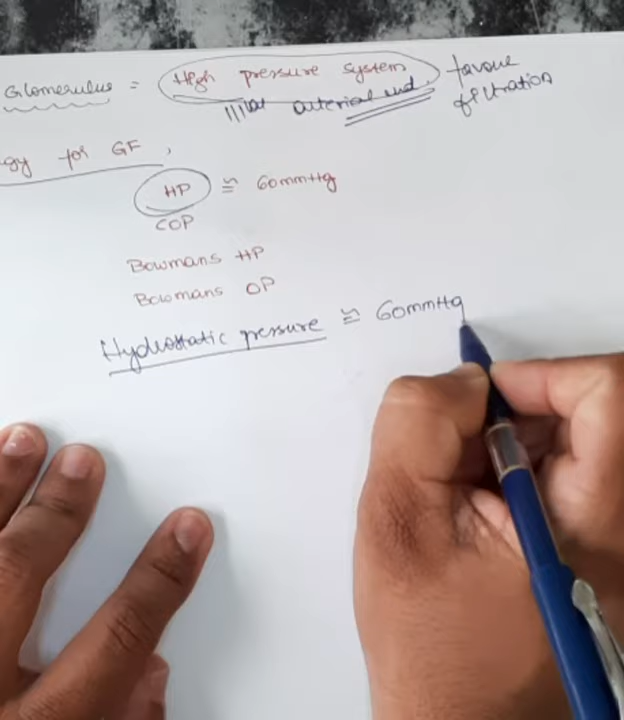 Glomerulus = High pressure system favour
|||lar arterial end filtration
gy for GF,
HP ≅ 60mmHg
COP
Bowmans HP
Bowmans OP
Hydrostatic pressure ≅ 60mmHg